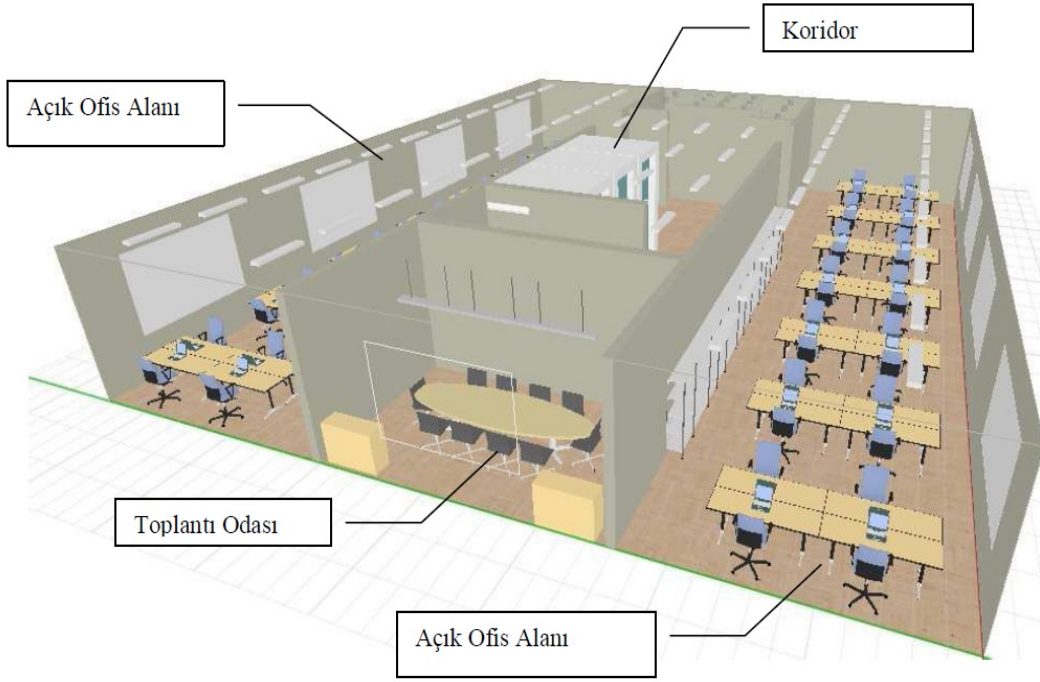 Koridor
Açık Ofis Alanı
Toplantı Odası
Açık Ofis Alanı